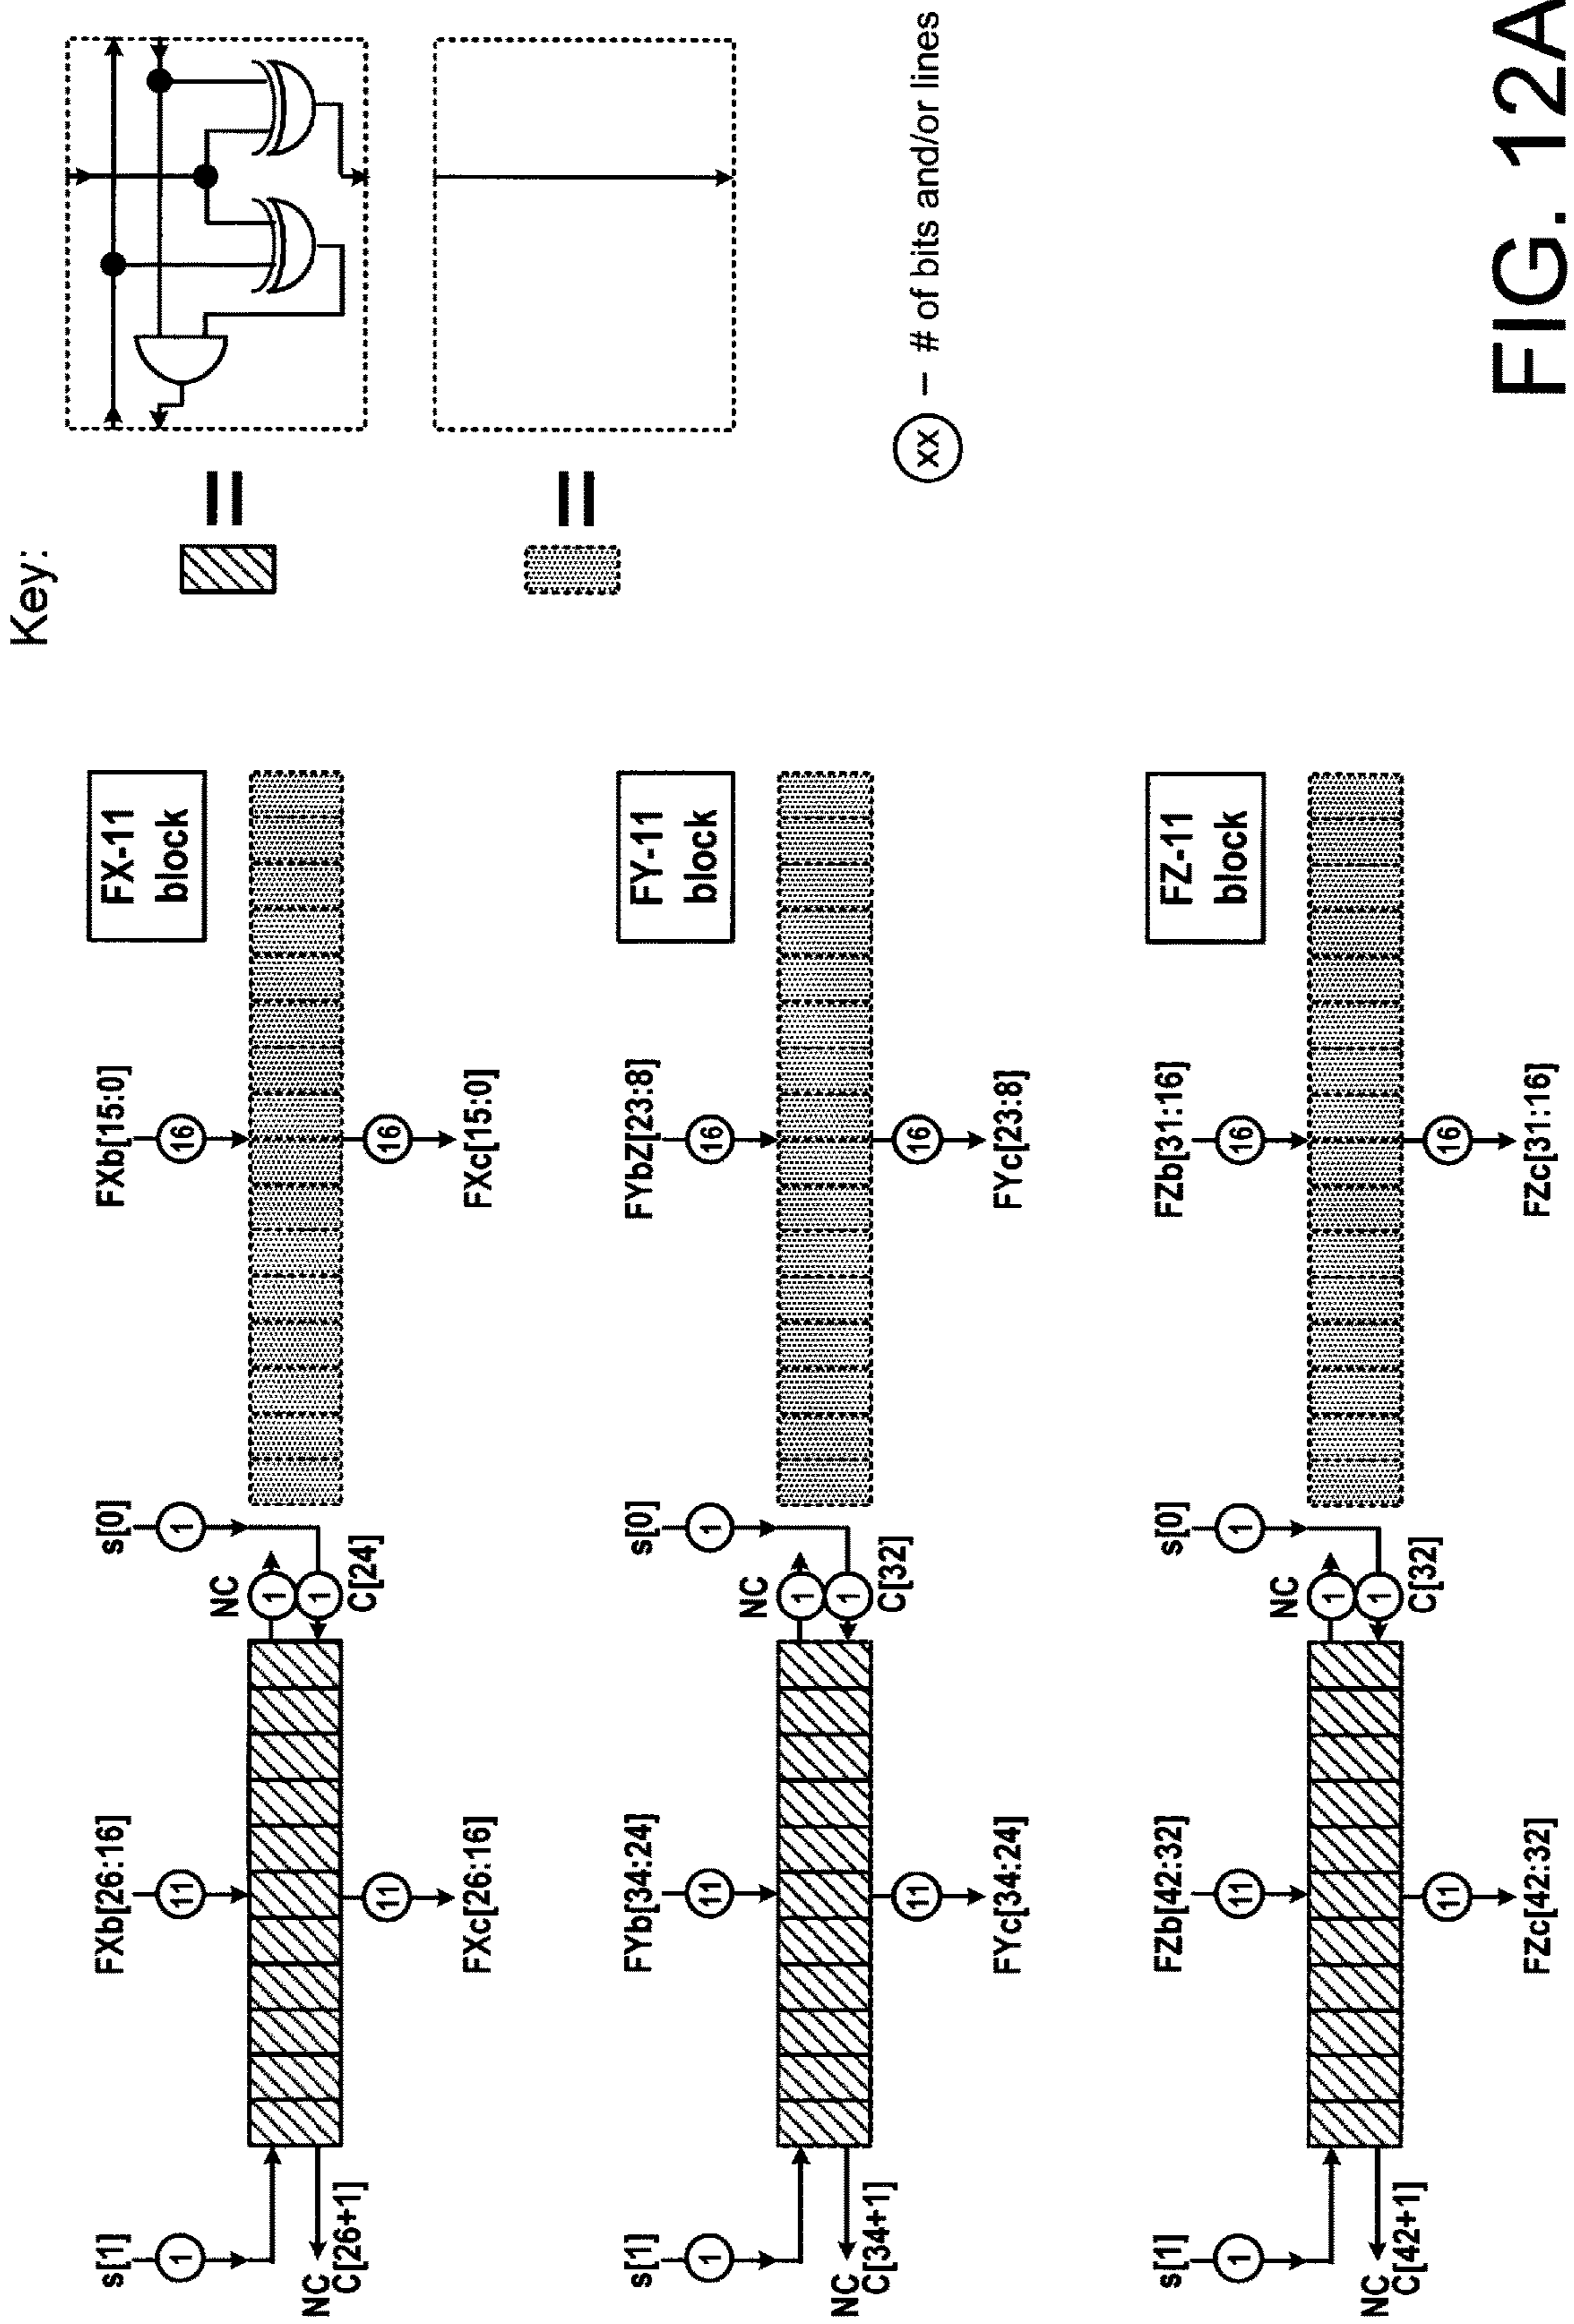 Key:
=
=
xx – # of bits and/or lines
FX-11
block
FXb[26:16]
FXb[15:0]
s[1]
1
11
s[0]
1
16
NC
1
1
NC
C[26+1]
C[24]
11
16
FXc[26:16]
FXc[15:0]
FY-11
block
FYb[34:24]
FYbZ[23:8]
s[1]
1
11
s[0]
1
16
NC
1
1
NC
C[34+1]
C[32]
11
16
FYc[34:24]
FYc[23:8]
FZ-11
block
FZb[42:32]
FZb[31:16]
s[1]
1
11
s[0]
1
16
NC
1
1
NC
C[42+1]
C[32]
11
16
FZc[42:32]
FZc[31:16]
FIG. 12A